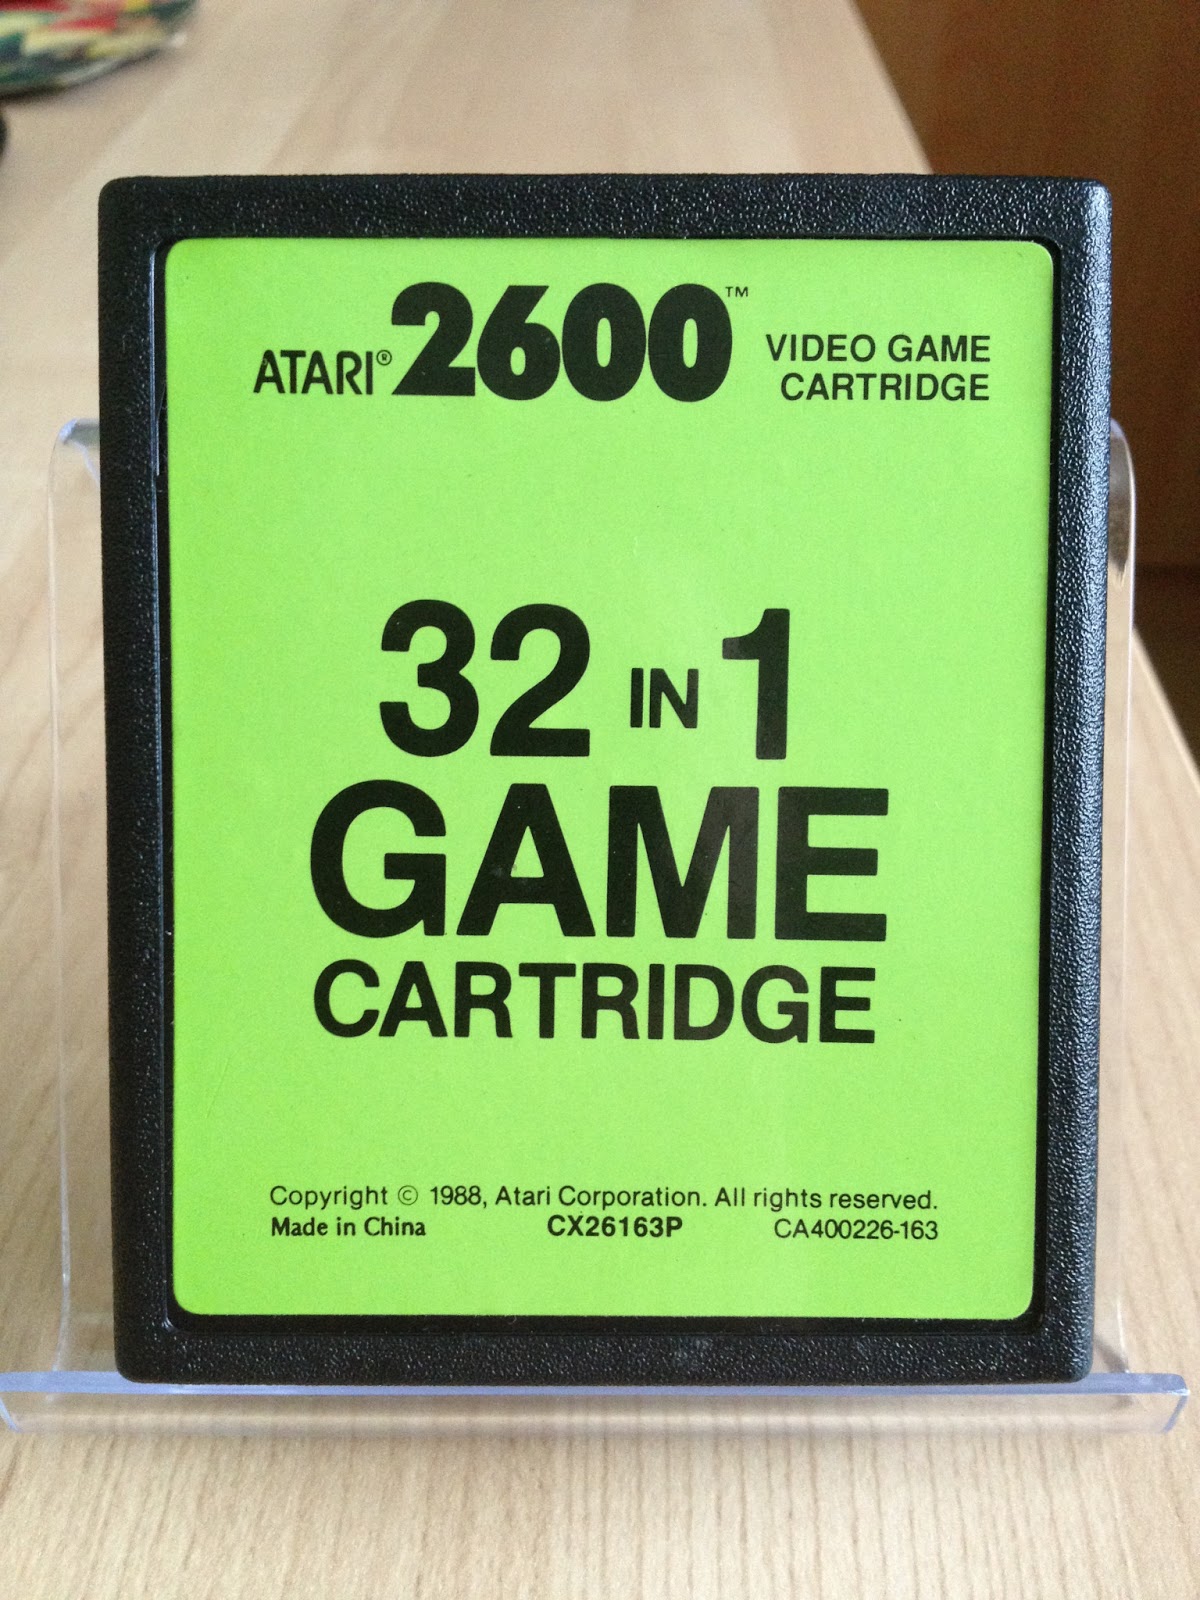 ATARI® 2600™ VIDEO GAME
CARTRIDGE
32 IN 1
GAME
CARTRIDGE
Copyright © 1988, Atari Corporation. All rights reserved.
Made in China CX26163P CA400226-163